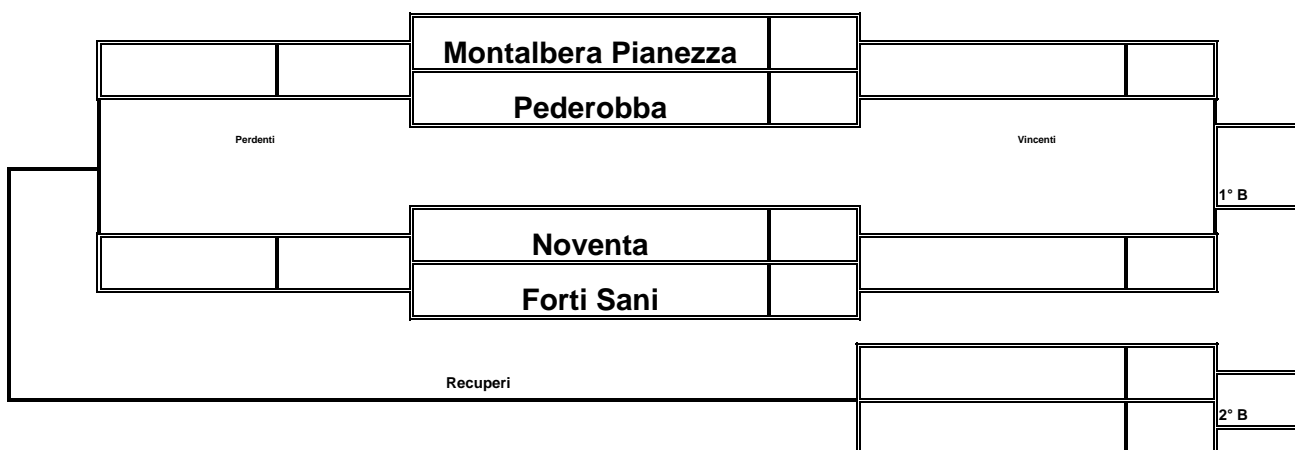 Montalbera Pianezza
Pederobba
Perdenti
Vincenti
1° B
Noventa
Forti Sani
Recuperi
2° B